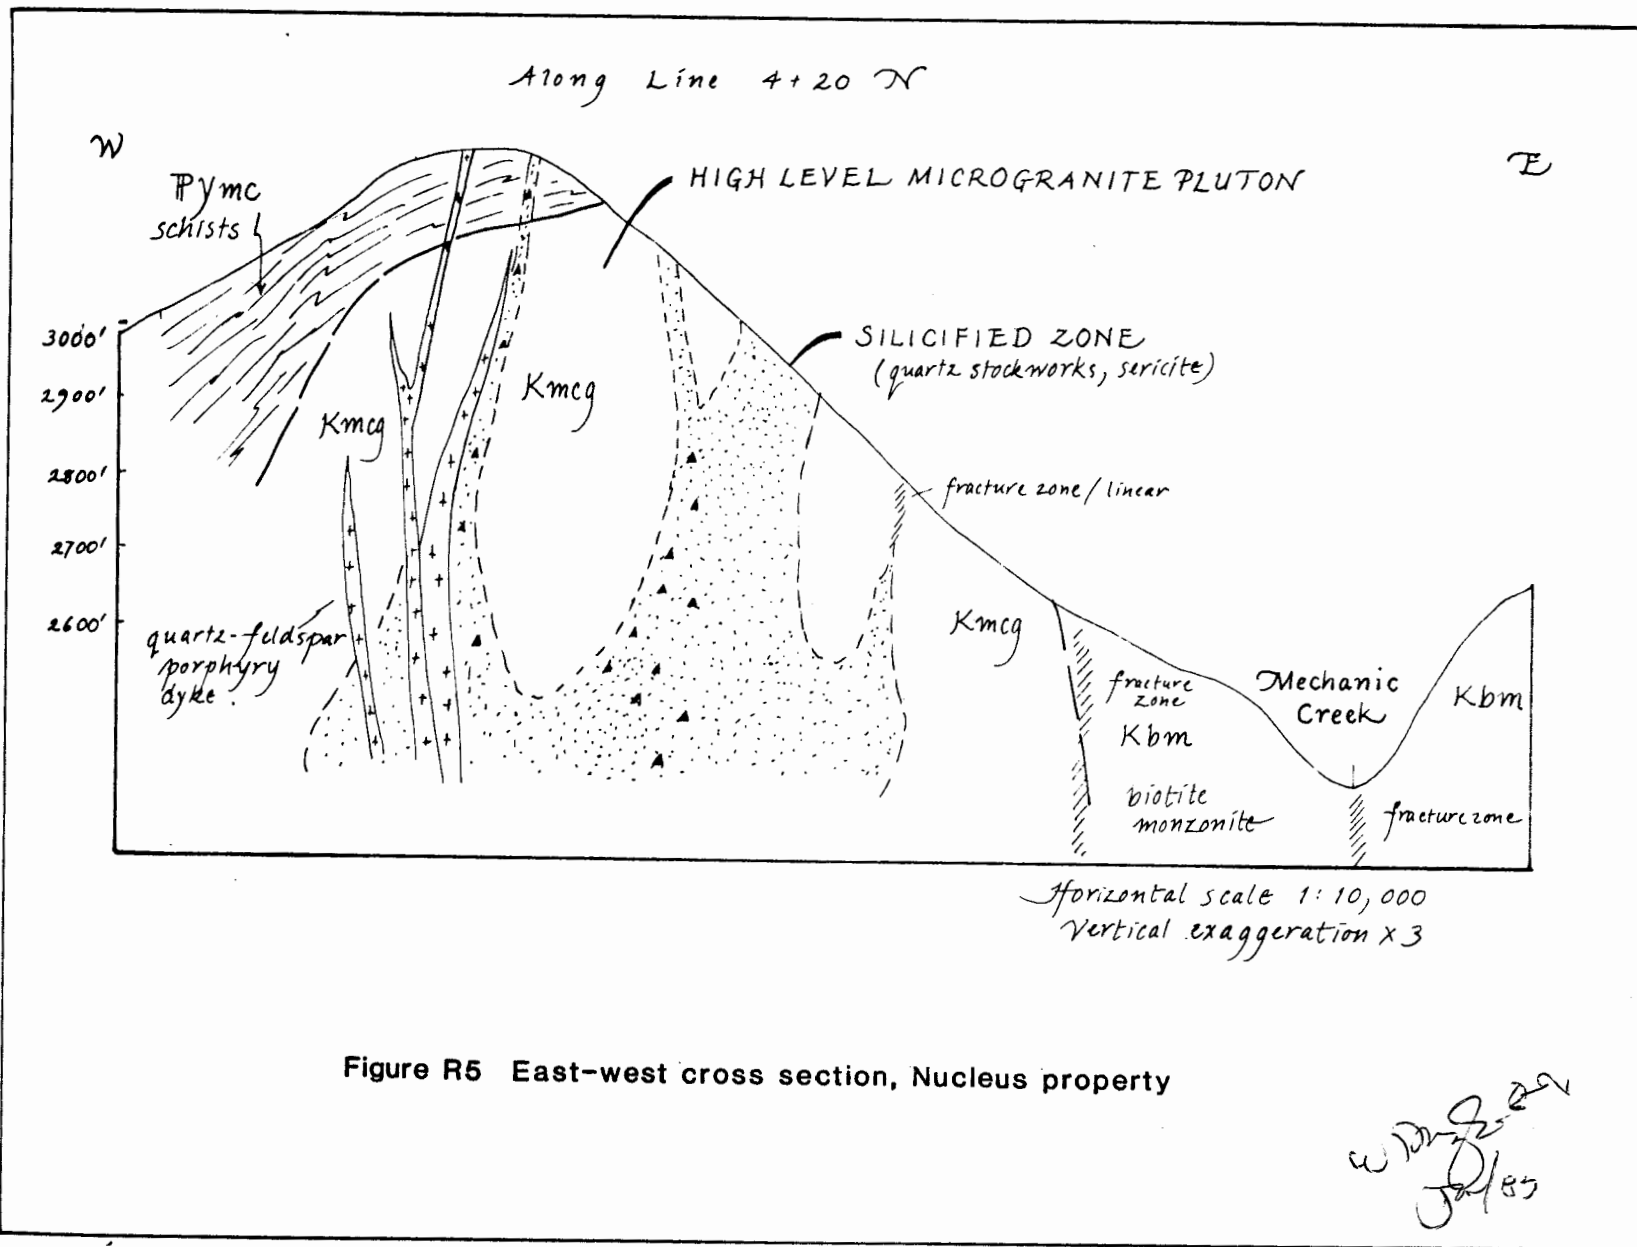 Along Line 4+20 N
W
E
PPymc
schists
HIGH LEVEL MICROGRANITE PLUTON
SILICIFIED ZONE
(quartz stockworks, sericite)
3000'
2900'
2800'
2700'
2600'
Kmcg
Kmcg
fracture zone / linear
quartz-feldspar
porphyry
dyke.
Kmcg
fracture
zone
Kbm
biotite
monzonite
Mechanic
Creek
Kbm
fracture zone
Horizontal scale 1:10,000
Vertical exaggeration x 3
Figure R5 East-west cross section, Nucleus property